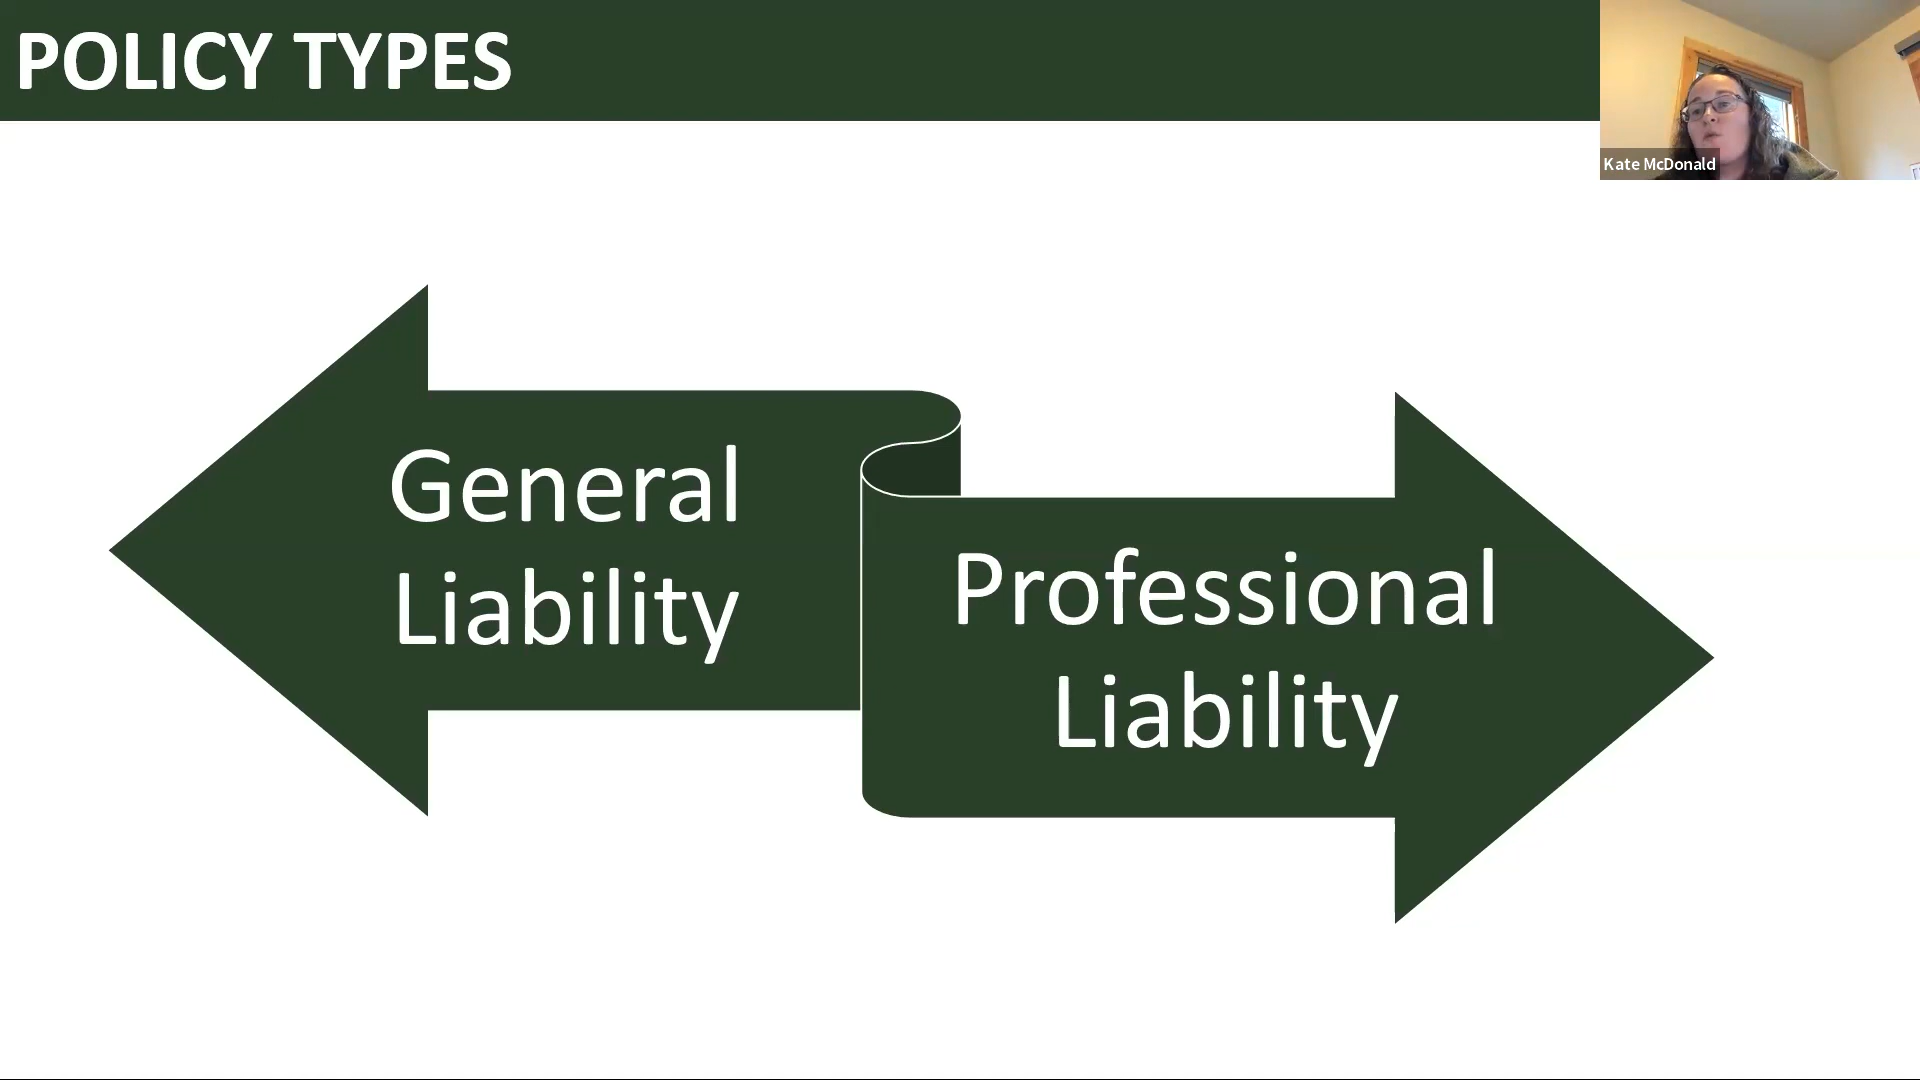 POLICY TYPES
Kate McDonald
General
Liability
Professional
Liability